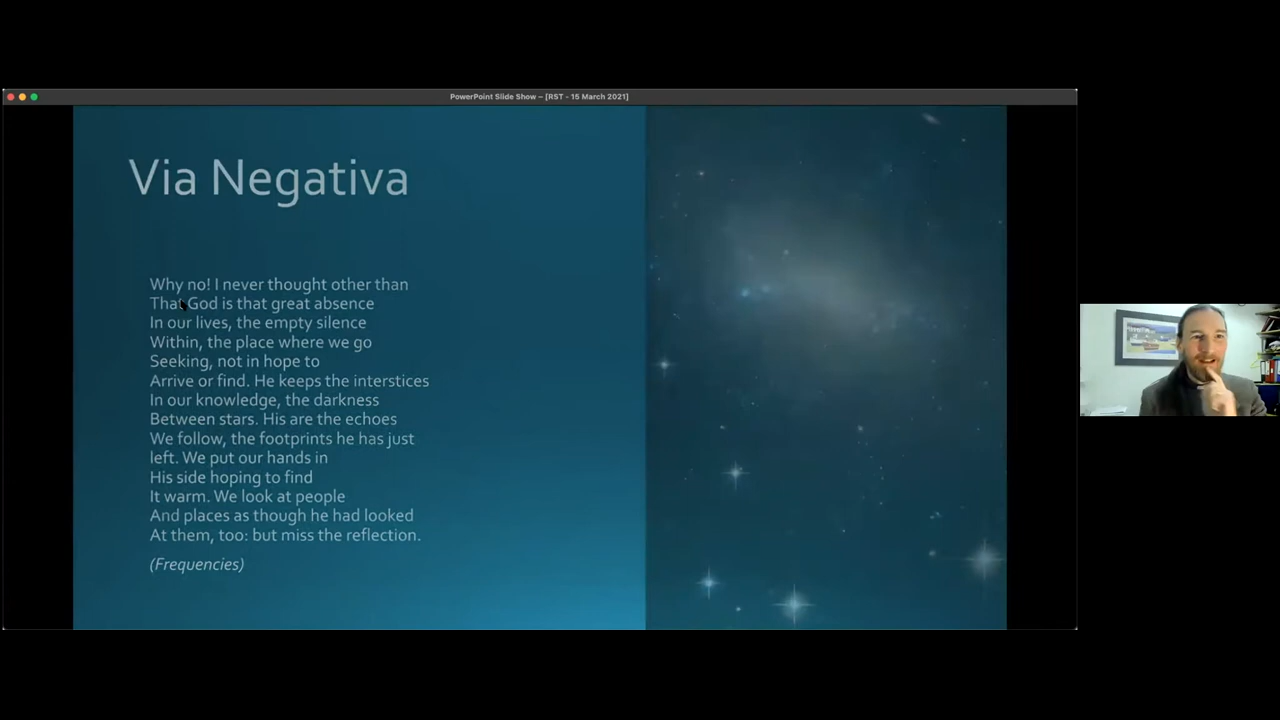 PowerPoint Slide Show – [RST - 15 March 2021]
Via Negativa
Why no! I never thought other than
That God is that great absence
In our lives, the empty silence
Within, the place where we go
Seeking, not in hope to
Arrive or find. He keeps the interstices
In our knowledge, the darkness
Between stars. His are the echoes
We follow, the footprints he has just
left. We put our hands in
His side hoping to find
It warm. We look at people
And places as though he had looked
At them, too: but miss the reflection.
(Frequencies)